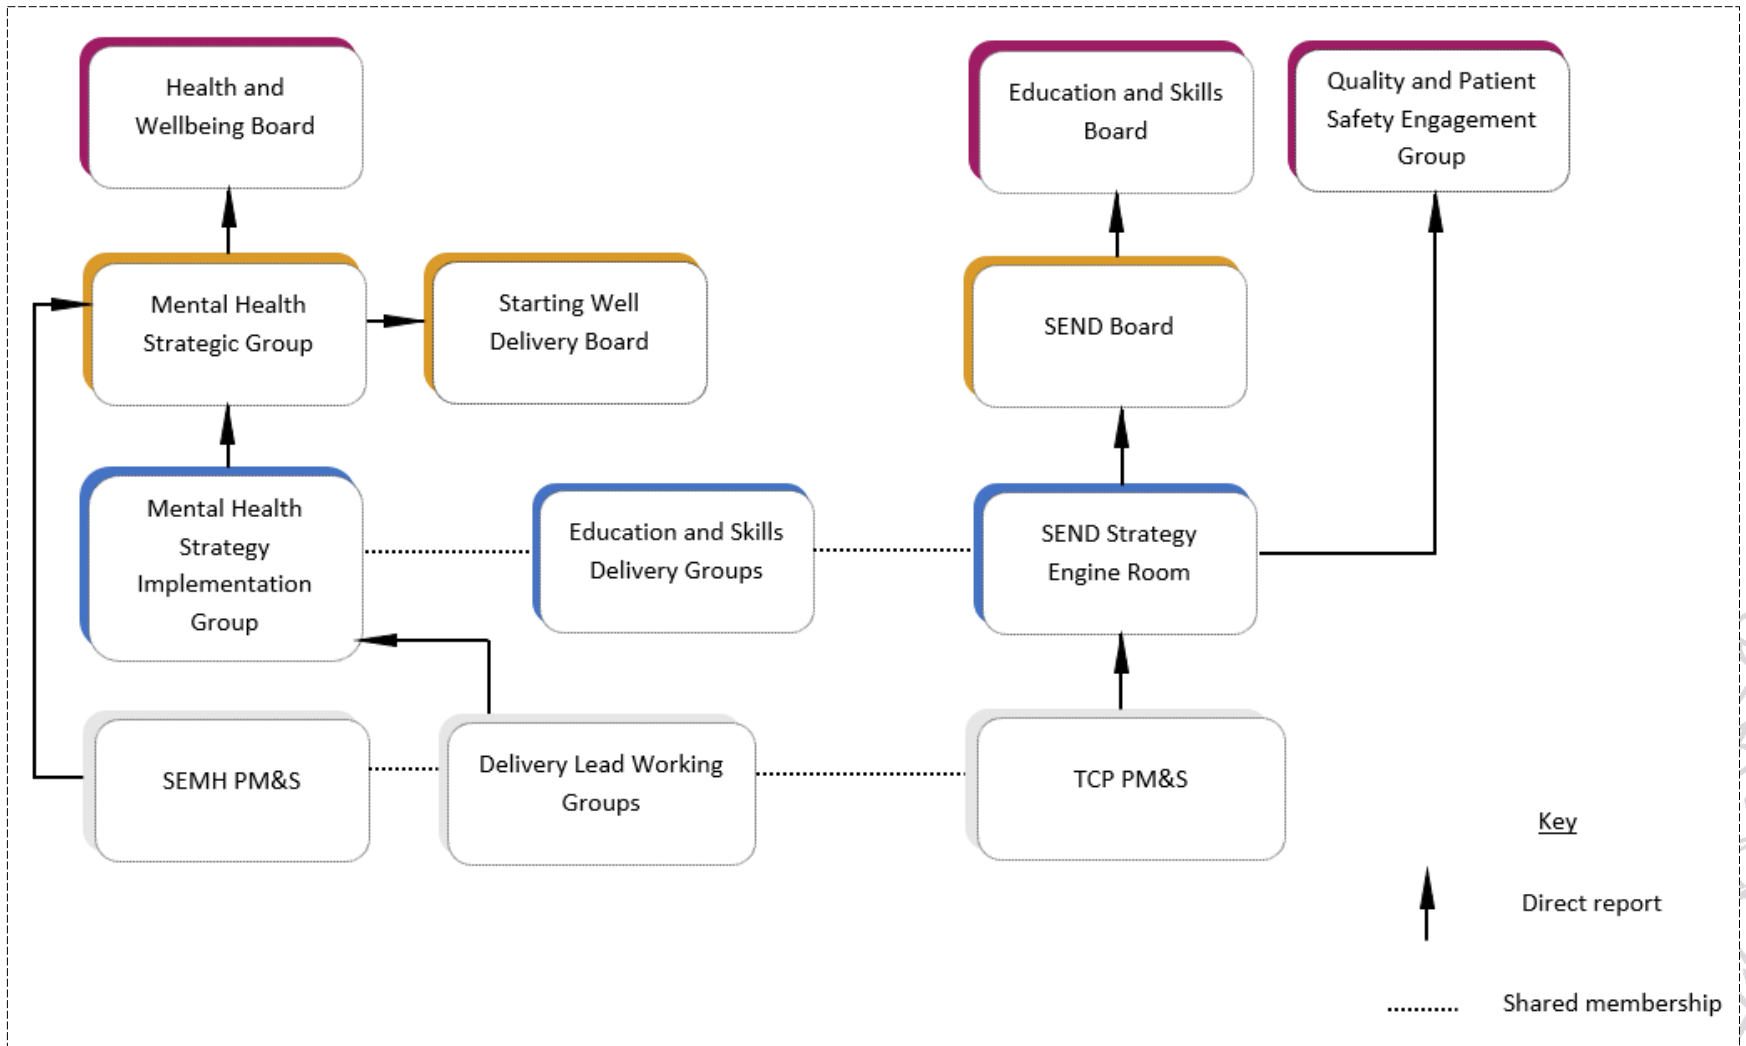 Health and
Wellbeing Board
Education and Skills
Board
Quality and Patient
Safety Engagement
Group
Mental Health
Strategic Group
Starting Well
Delivery Board
SEND Board
Mental Health
Strategy
Implementation
Group
Education and Skills
Delivery Groups
SEND Strategy
Engine Room
SEMH PM&S
Delivery Lead Working
Groups
TCP PM&S
Key
Direct report
Shared membership